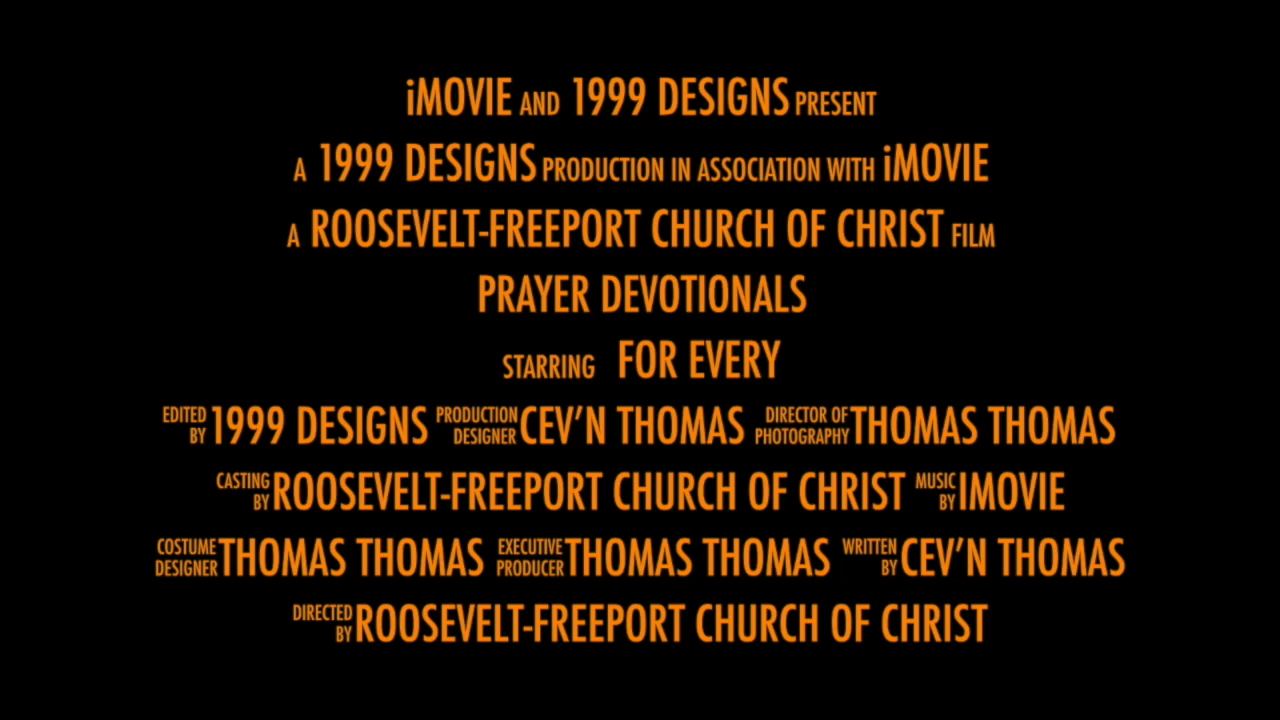 iMOVIE AND 1999 DESIGNS PRESENT
A 1999 DESIGNS PRODUCTION IN ASSOCIATION WITH iMOVIE
A ROOSEVELT-FREEPORT CHURCH OF CHRIST FILM
PRAYER DEVOTIONALS
STARRING FOR EVERY
EDITED BY 1999 DESIGNS PRODUCTION DESIGNER CEV'N THOMAS DIRECTOR OF PHOTOGRAPHY THOMAS THOMAS
CASTING BY ROOSEVELT-FREEPORT CHURCH OF CHRIST MUSIC BY IMOVIE
COSTUME DESIGNER THOMAS THOMAS EXECUTIVE PRODUCER THOMAS THOMAS WRITTEN BY CEV'N THOMAS
DIRECTED BY ROOSEVELT-FREEPORT CHURCH OF CHRIST